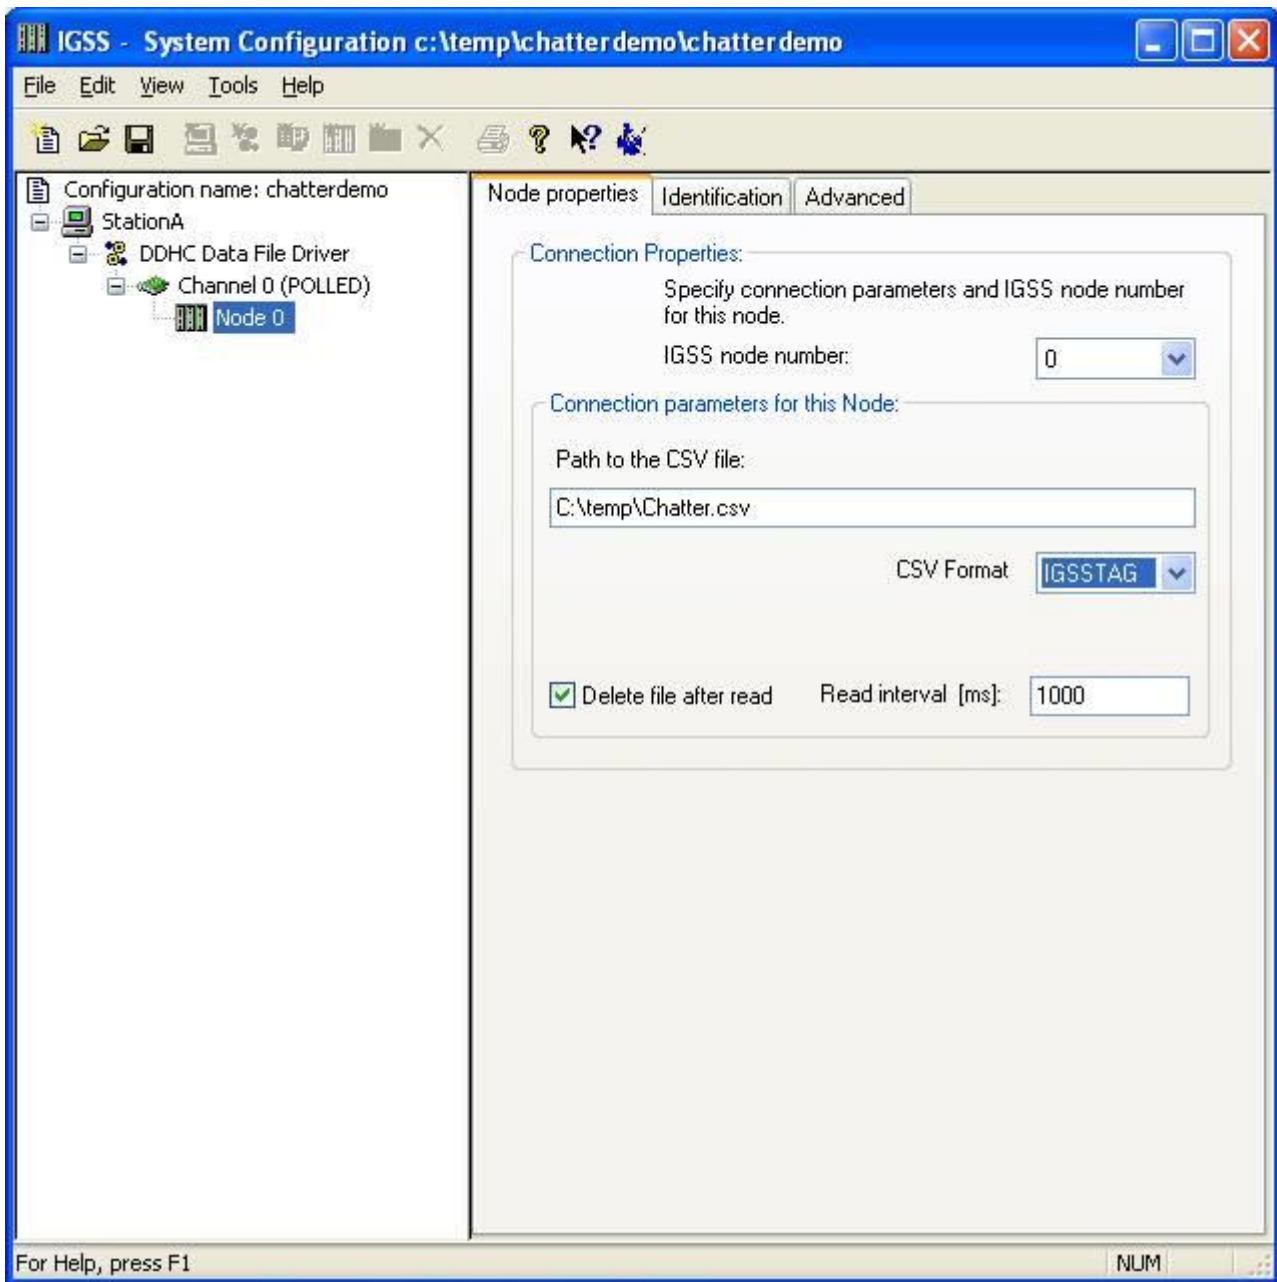 IGSS - System Configuration c:\temp\chatterdemo\chatterdemo
File Edit View Tools Help
Configuration name: chatterdemo
StationA
DDHC Data File Driver
Channel 0 (POLLED)
Node 0
Node properties Identification Advanced
Connection Properties:
Specify connection parameters and IGSS node number
for this node.
IGSS node number: 0
Connection parameters for this Node:
Path to the CSV file:
C:\temp\Chatter.csv
CSV Format IGSSTAG
Delete file after read Read interval [ms]: 1000
For Help, press F1 NUM